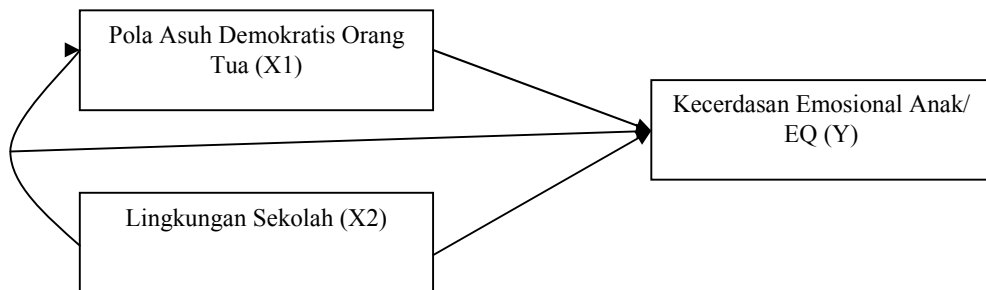 Pola Asuh Demokratis Orang
Tua (X1)
Kecerdasan Emosional Anak/
EQ (Y)
Lingkungan Sekolah (X2)